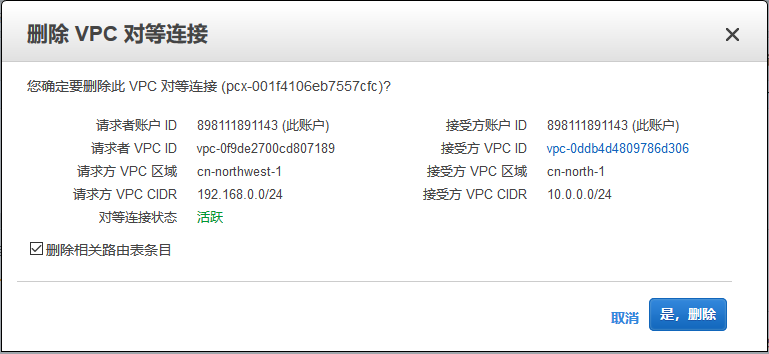 删除 VPC 对等连接
您确定要删除此 VPC 对等连接 (pcx-001f4106eb7557cfc)?
请求者账户 ID 898111891143 (此账户) 接受方账户 ID 898111891143 (此账户)
请求者 VPC ID vpc-0f9de2700cd807189 接受方 VPC ID vpc-0ddb4d4809786d306
请求方 VPC 区域 cn-northwest-1 接受方 VPC 区域 cn-north-1
请求方 VPC CIDR 192.168.0.0/24 接受方 VPC CIDR 10.0.0.0/24
对等连接状态 活跃
删除相关路由表条目
取消 是，删除